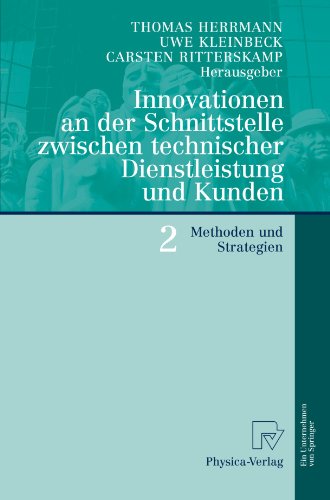 THOMAS HERRMANN
UWE KLEINBECK
CARSTEN RITTERSKAMP
Herausgeber
Innovationen
an der Schnittstelle
zwischen technischer
Dienstleistung
und Kunden
2
Methoden und
Strategien
Physica-Verlag
Ein Unternehmen
von Springer